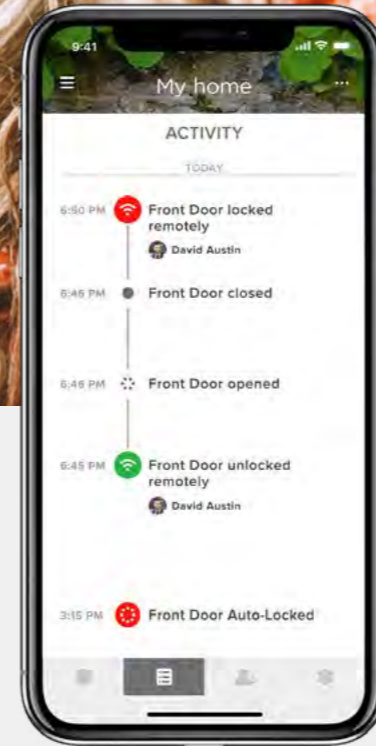 9:41
My home
ACTIVITY
TODAY
6:50 PM Front Door locked
remotely
David Austin
6:46 PM Front Door closed
6:46 PM Front Door opened
6:45 PM Front Door unlocked
remotely
David Austin
3:15 PM Front Door Auto-Locked